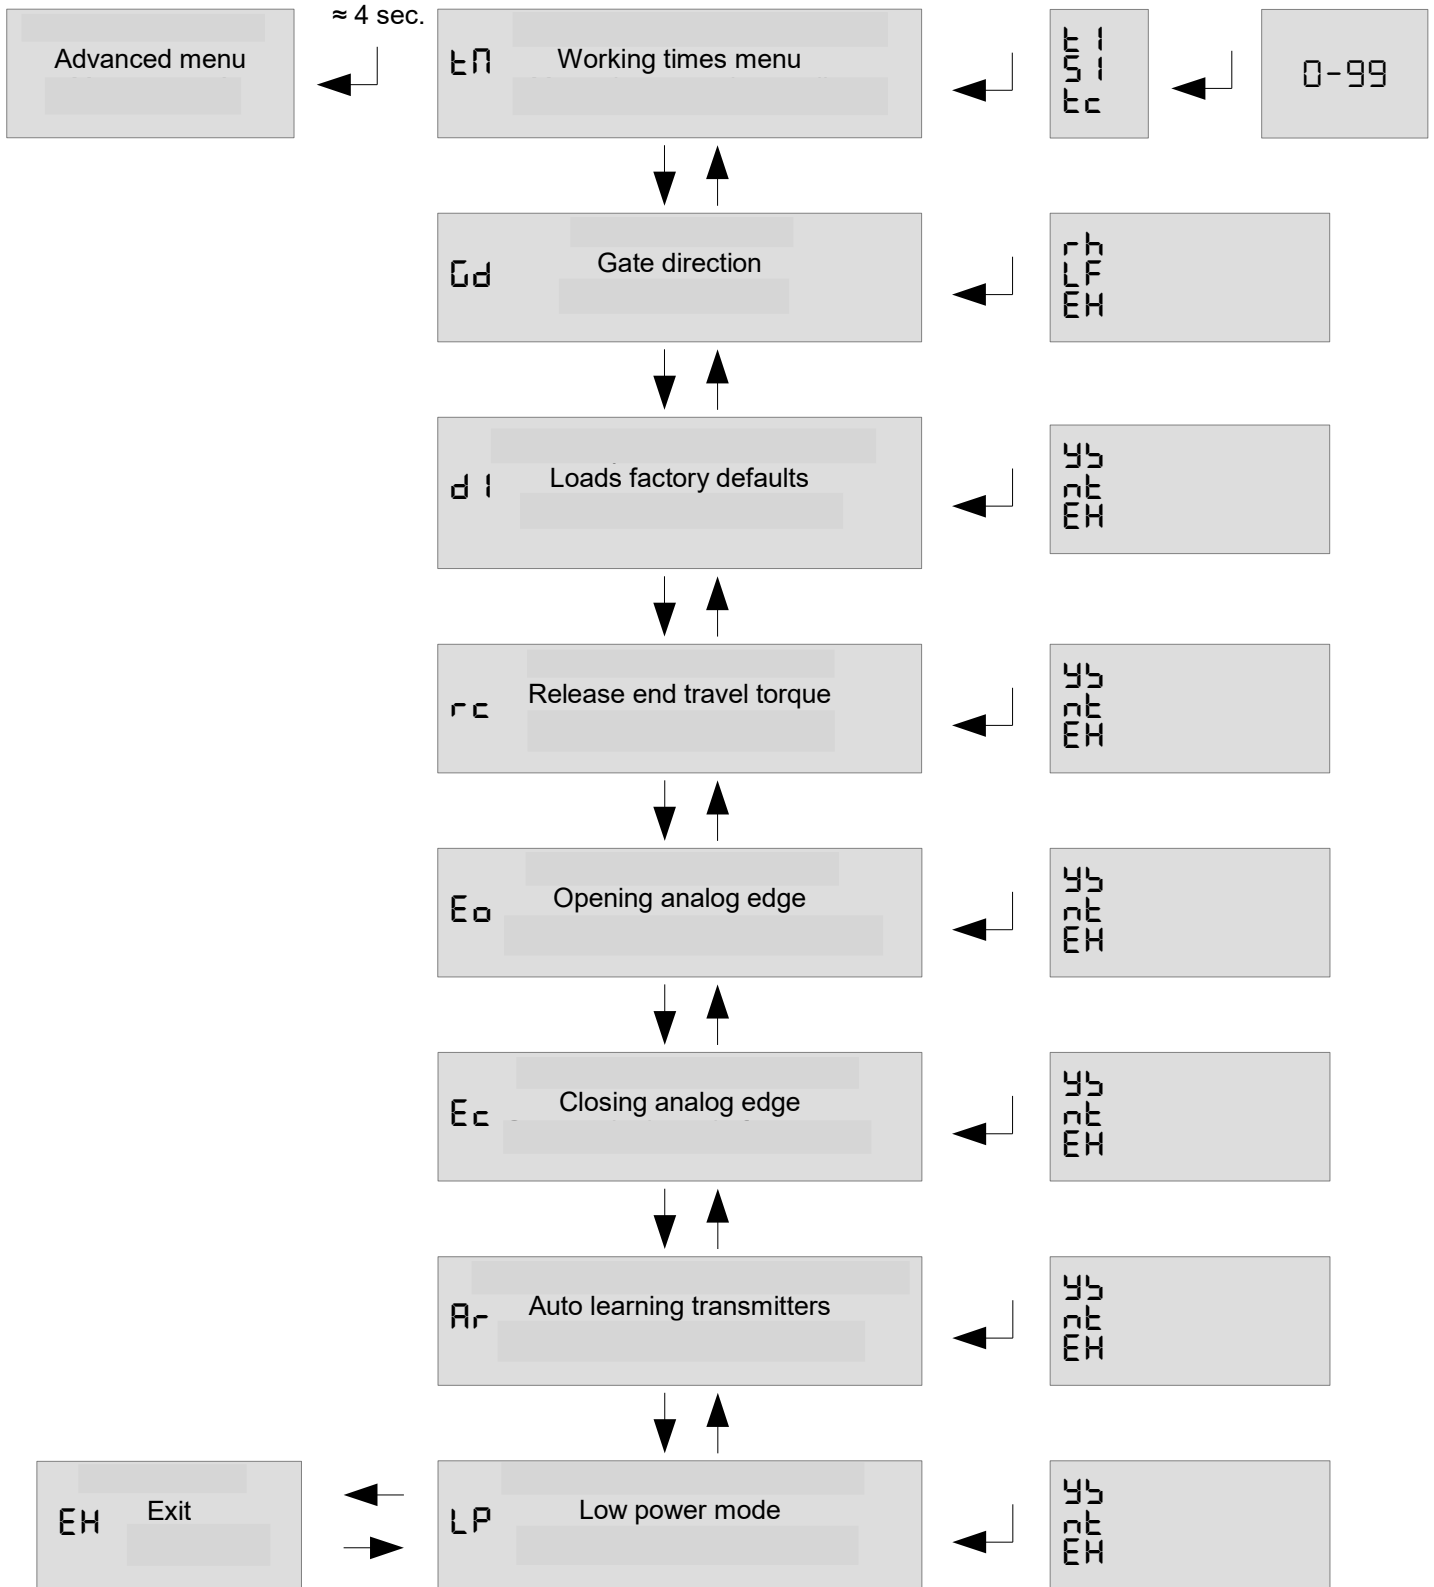 ≈ 4 sec.
Advanced menu
tM
Working times menu
t1
S1
tc
0-99
Gd
Gate direction
rh
LF
EH
d1
Loads factory defaults
YS
nt
EH
rc
Release end travel torque
YS
nt
EH
Eo
Opening analog edge
YS
nt
EH
Ec
Closing analog edge
YS
nt
EH
Ar
Auto learning transmitters
YS
nt
EH
EH
Exit
LP
Low power mode
YS
nt
EH